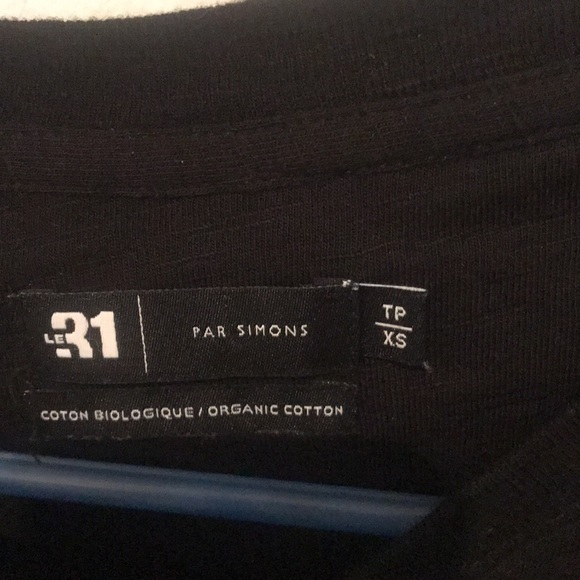 LE 31
PAR SIMONS
TP
XS
COTON BIOLOGIQUE / ORGANIC COTTON